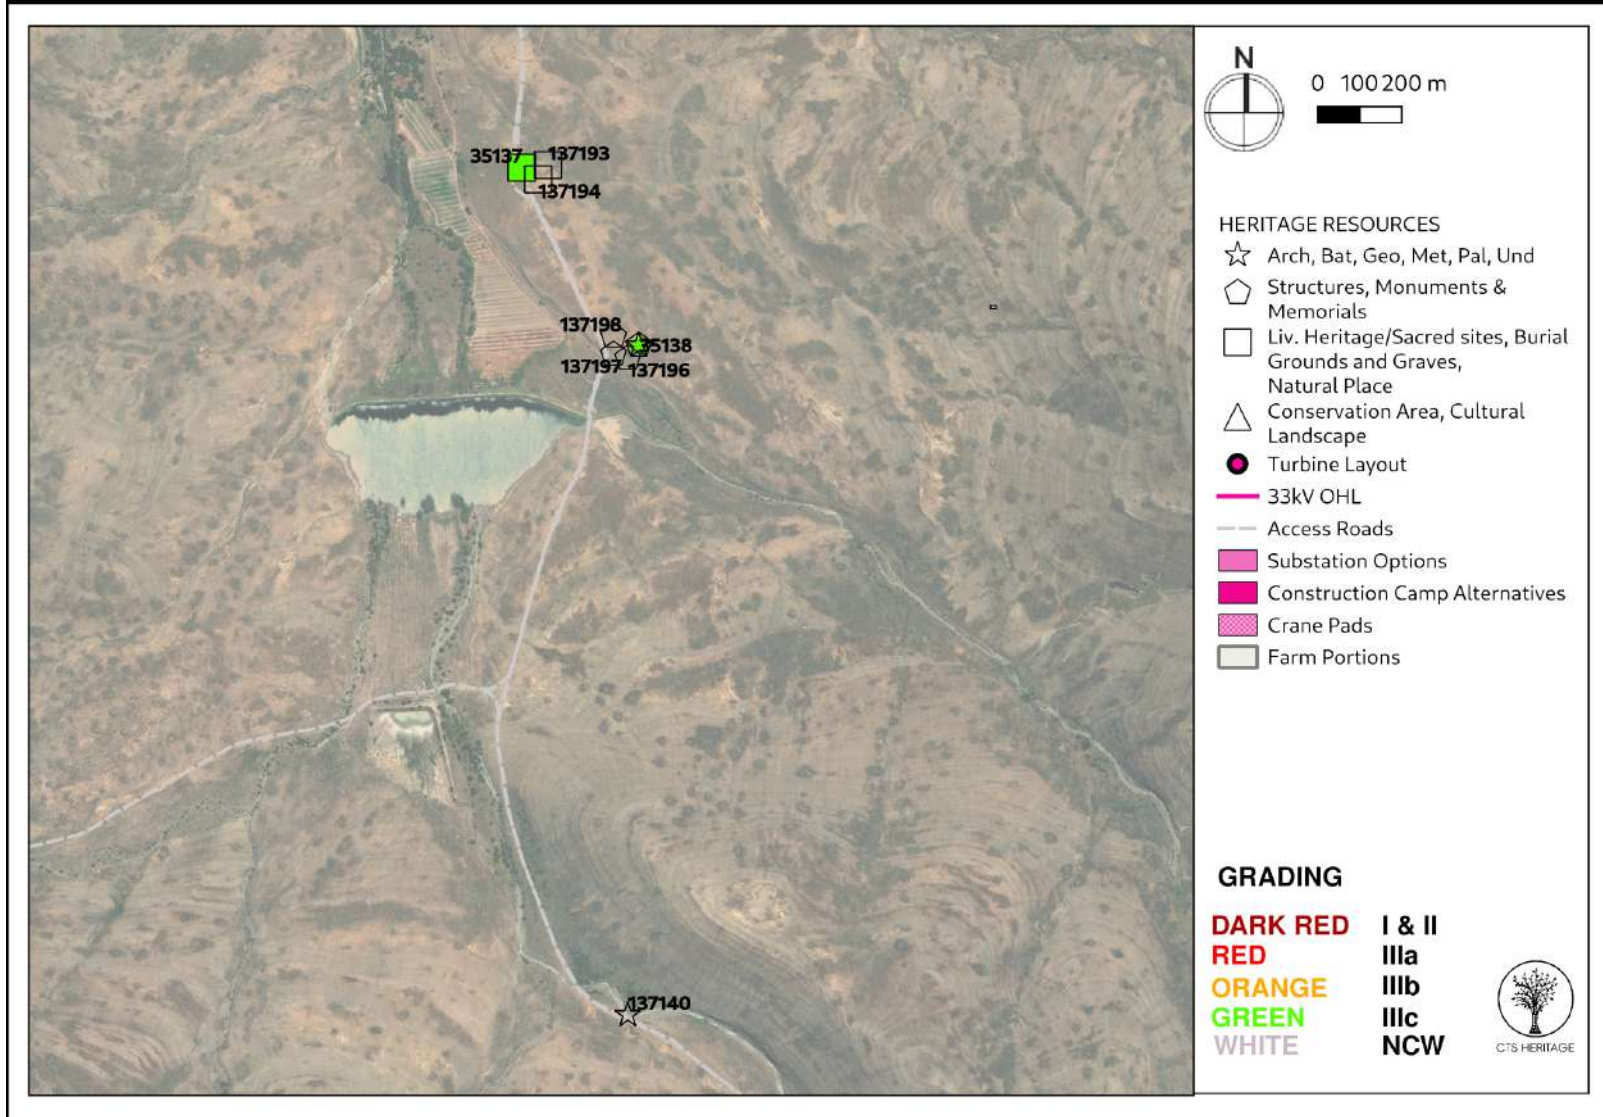 35137
137193
137194
137198
35138
137197
137196
137140
N
0 100 200 m
HERITAGE RESOURCES
Arch, Bat, Geo, Met, Pal, Und
Structures, Monuments &
Memorials
Liv. Heritage/Sacred sites, Burial
Grounds and Graves,
Natural Place
Conservation Area, Cultural
Landscape
Turbine Layout
33kV OHL
Access Roads
Substation Options
Construction Camp Alternatives
Crane Pads
Farm Portions
GRADING
DARK RED I & II
RED IIIa
ORANGE IIIb
GREEN IIIc
WHITE NCW
CTS HERITAGE